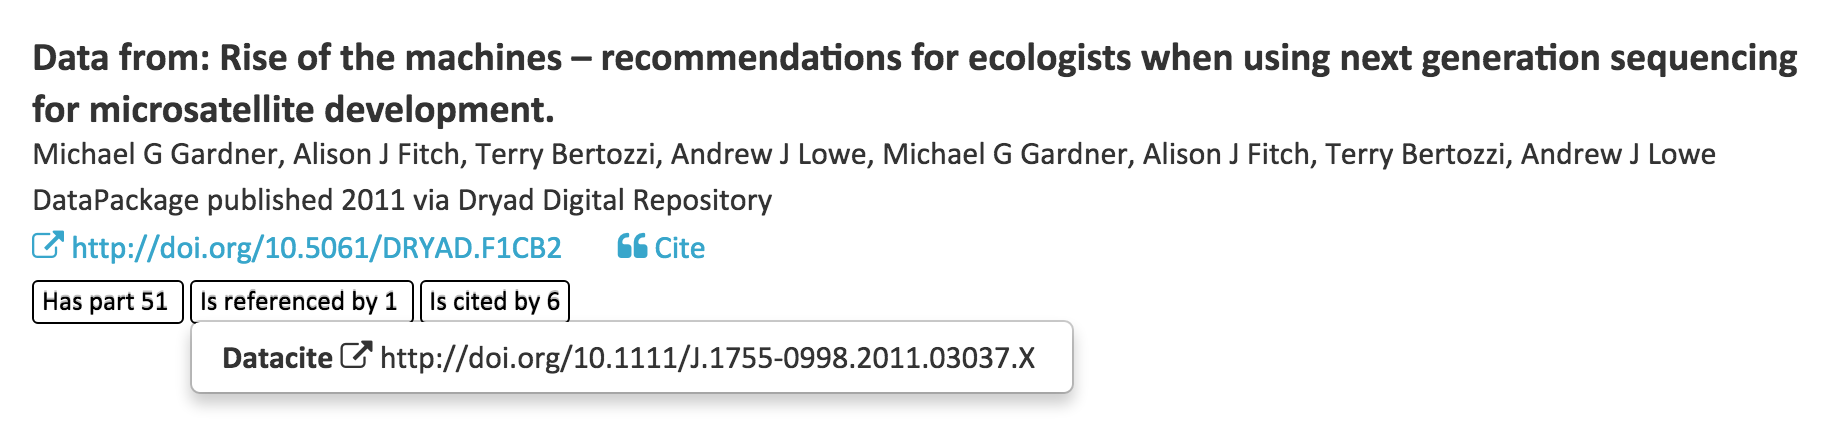 Data from: Rise of the machines – recommendations for ecologists when using next generation sequencing
for microsatellite development.
Michael G Gardner, Alison J Fitch, Terry Bertozzi, Andrew J Lowe, Michael G Gardner, Alison J Fitch, Terry Bertozzi, Andrew J Lowe
DataPackage published 2011 via Dryad Digital Repository
http://doi.org/10.5061/DRYAD.F1CB2 Cite
Has part 51 Is referenced by 1 Is cited by 6
Datacite http://doi.org/10.1111/J.1755-0998.2011.03037.X